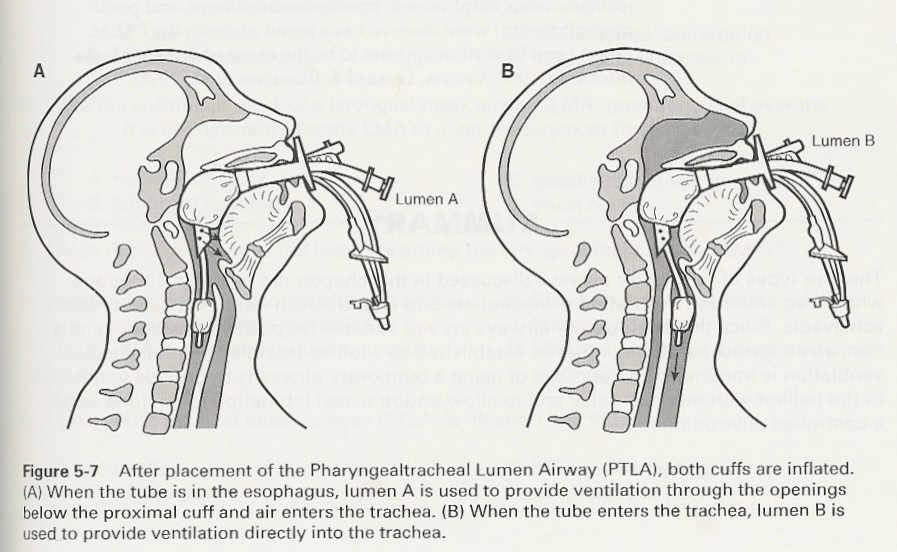 A
B
Lumen B
Lumen A
Figure 5-7 After placement of the Pharyngealtracheal Lumen Airway (PTLA), both cuffs are inflated.
(A) When the tube is in the esophagus, lumen A is used to provide ventilation through the openings
below the proximal cuff and air enters the trachea. (B) When the tube enters the trachea, lumen B is
used to provide ventilation directly into the trachea.